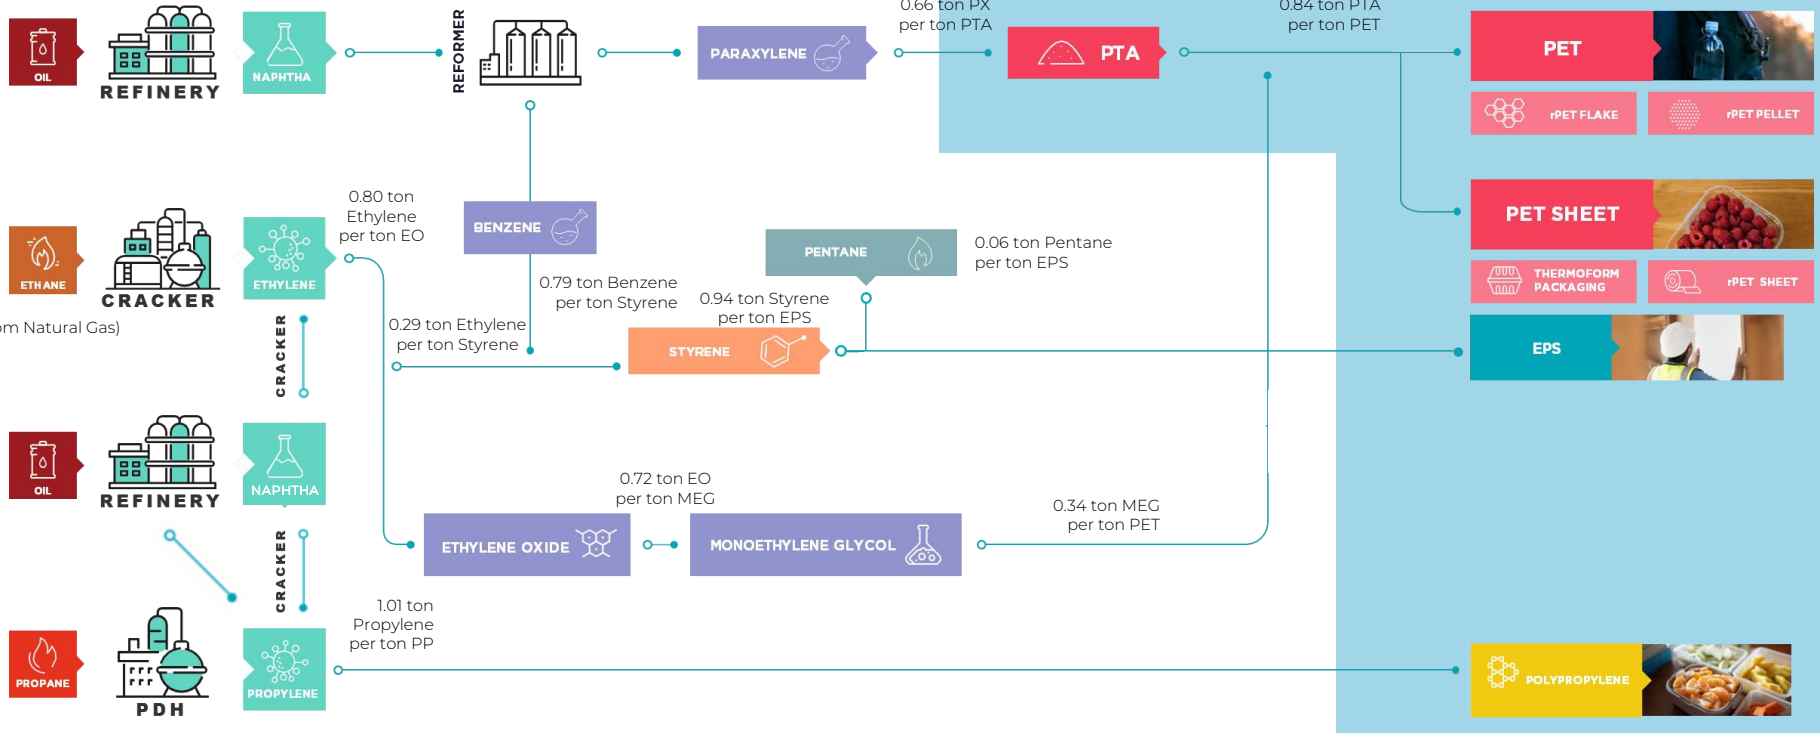 0.66 ton PX
per ton PTA
0.84 ton PTA
per ton PET
OIL
REFINERY
NAPHTHA
REFORMER
PARAXYLENE
PTA
PET
rPET FLAKE
rPET PELLET
0.80 ton
Ethylene
per ton EO
ETHANE
CRACKER
ETHYLENE
BENZENE
PENTANE
0.06 ton Pentane
per ton EPS
PET SHEET
THERMOFORM
PACKAGING
rPET SHEET
0.79 ton Benzene
per ton Styrene
0.94 ton Styrene
per ton EPS
om Natural Gas)
CRACKER
0.29 ton Ethylene
per ton Styrene
STYRENE
EPS
OIL
REFINERY
NAPHTHA
0.72 ton EO
per ton MEG
0.34 ton MEG
per ton PET
CRACKER
ETHYLENE OXIDE
MONOETHYLENE GLYCOL
1.01 ton
Propylene
per ton PP
PROPANE
PDH
PROPYLENE
POLYPROPYLENE